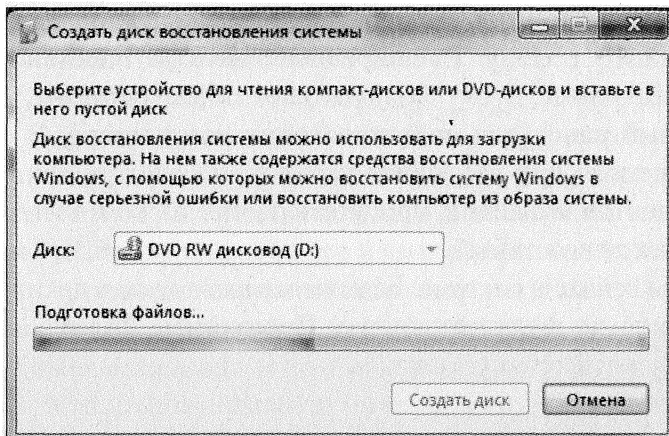 Создать диск восстановления системы
Выберите устройство для чтения компакт-дисков или DVD-дисков и вставьте в
него пустой диск
Диск восстановления системы можно использовать для загрузки
компьютера. На нем также содержатся средства восстановления системы
Windows, с помощью которых можно восстановить систему Windows в
случае серьезной ошибки или восстановить компьютер из образа системы.
Диск: DVD RW дисковод (D:)
Подготовка файлов...
Создать диск Отмена